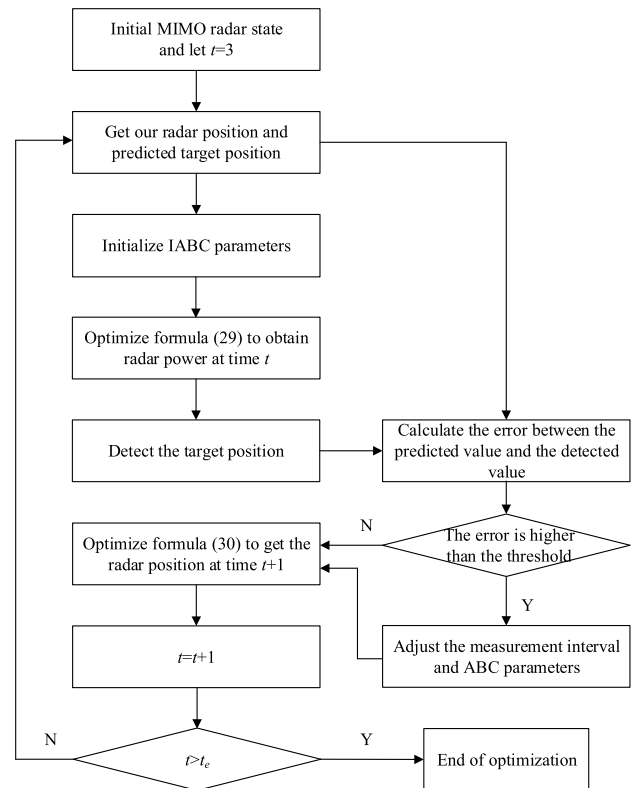 Initial MIMO radar state
and let t=3
Get our radar position and
predicted target position
Initialize IABC parameters
Optimize formula (29) to obtain
radar power at time t
Detect the target position
Calculate the error between the
predicted value and the detected
value
The error is higher
than the threshold
N
Y
Optimize formula (30) to get the
radar position at time t+1
Adjust the measurement interval
and ABC parameters
t=t+1
N
t>te
Y
End of optimization